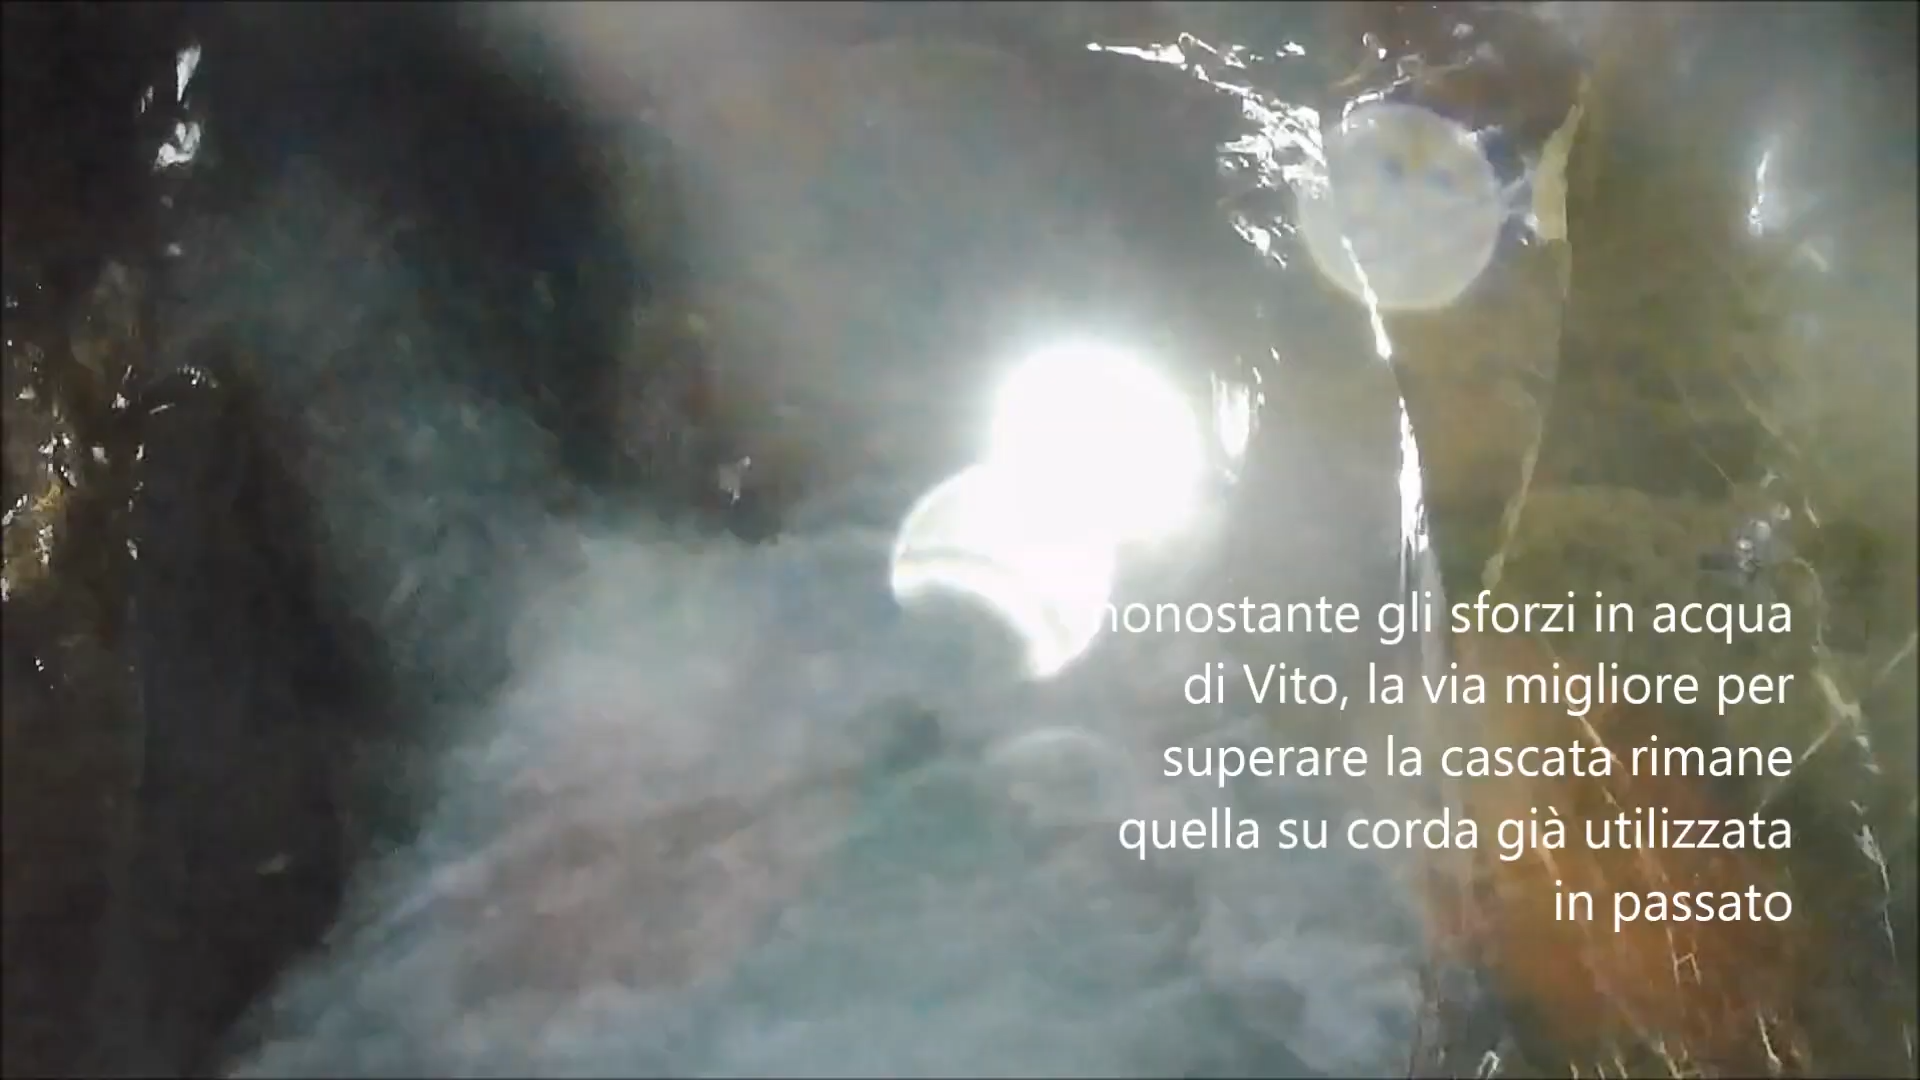 nonostante gli sforzi in acqua
di Vito, la via migliore per
superare la cascata rimane
quella su corda già utilizzata
in passato